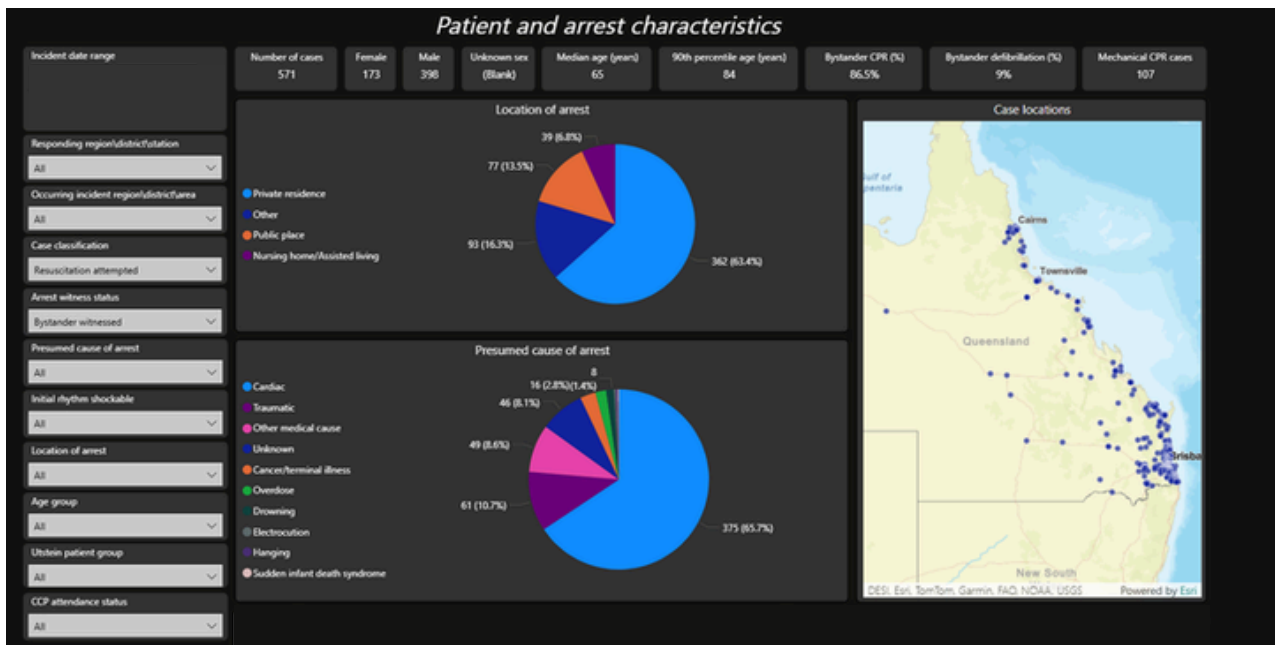 Patient and arrest characteristics
Incident date range
Number of cases
571
Female
173
Male
398
Unknown sex
(Blank)
Median age (years)
65
90th percentile age (years)
84
Bystander CPR (%)
86.5%
Bystander defibrillation (%)
9%
Mechanical CPR cases
107
Responding region\district\station
All
Occurring incident region\district\area
All
Case classification
Resuscitation attempted
Arrest witness status
Bystander witnessed
Presumed cause of arrest
All
Initial rhythm shockable
All
Location of arrest
All
Age group
All
Utstein patient group
All
CCP attendance status
All
Location of arrest
Private residence
Other
Public place
Nursing home/Assisted living
39 (6.8%)
77 (13.5%)
93 (16.3%)
362 (63.4%)
Presumed cause of arrest
Cardiac
Traumatic
Other medical cause
Unknown
Cancer/terminal illness
Overdose
Drowning
Electrocution
Hanging
Sudden infant death syndrome
8
16 (2.8%)(1.4%)
46 (8.1%)
49 (8.6%)
61 (10.7%)
375 (65.7%)
Case locations
ulf of
pentaria
Cairns
Townsville
Queensland
Brisba
New South
DESI, Esri, TomTom, Garmin, FAO, NOAA, USGS
Powered by Esri